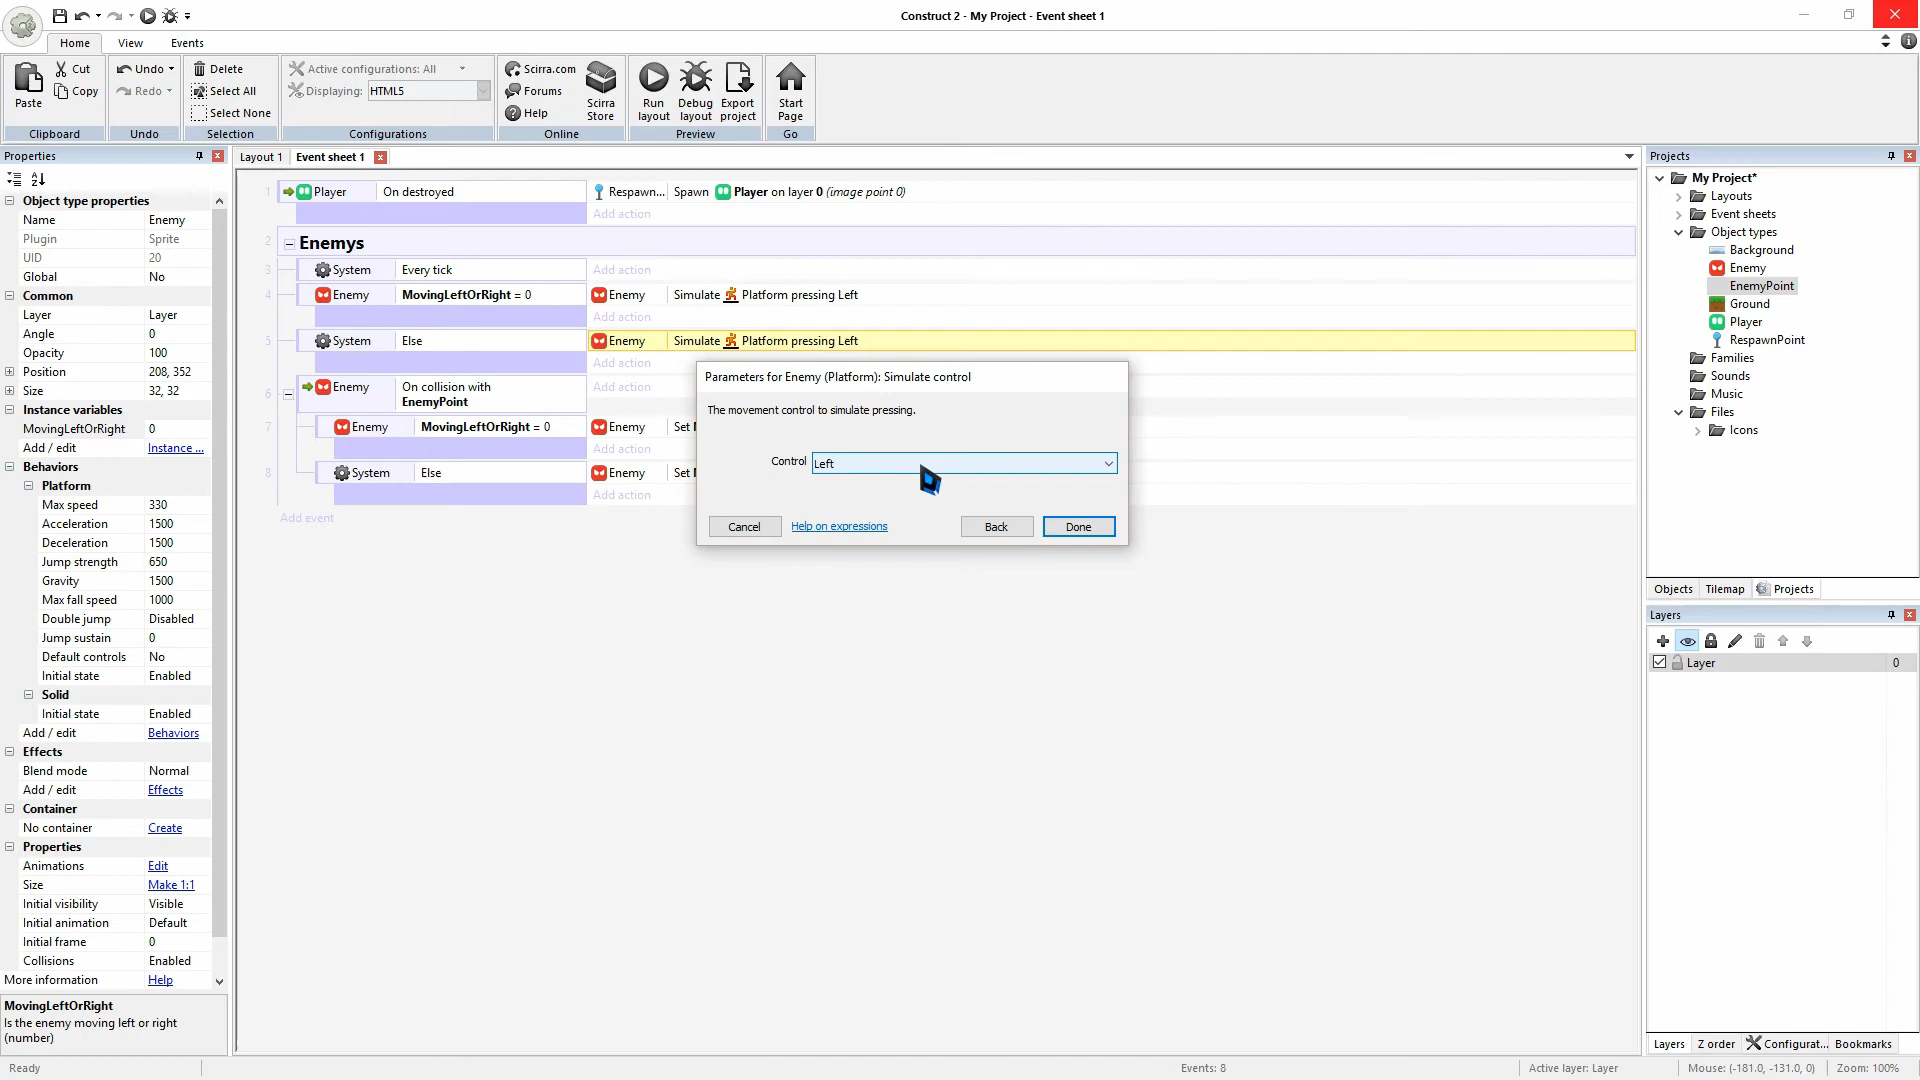 Construct 2 - My Project - Event sheet 1
Home
View
Events
Paste
Cut
Copy
Clipboard
Undo
Redo
Undo
Delete
Select All
Select None
Selection
Active configurations: All
Displaying: HTML5
Configurations
Scirra.com
Forums
Help
Scirra Store
Online
Run layout
Debug layout
Export project
Preview
Start Page
Go
Properties
Object type properties
Name Enemy
Plugin Sprite
UID 20
Global No
Common
Layer Layer
Angle 0
Opacity 100
Position 208, 352
Size 32, 32
Instance variables
MovingLeftOrRight 0
Add / edit Instance ...
Behaviors
Platform
Max speed 330
Acceleration 1500
Deceleration 1500
Jump strength 650
Gravity 1500
Max fall speed 1000
Double jump Disabled
Jump sustain 0
Default controls No
Initial state Enabled
Solid
Initial state Enabled
Add / edit Behaviors
Effects
Blend mode Normal
Add / edit Effects
Container
No container Create
Properties
Animations Edit
Size Make 1:1
Initial visibility Visible
Initial animation Default
Initial frame 0
Collisions Enabled
More information Help
MovingLeftOrRight
Is the enemy moving left or right
(number)
Layout 1
Event sheet 1
1 Player On destroyed Respawn... Spawn Player on layer 0 (image point 0)
Add action
2 Enemys
3 System Every tick Add action
4 Enemy MovingLeftOrRight = 0 Enemy Simulate Platform pressing Left
Add action
5 System Else Enemy Simulate Platform pressing Left
Add action
6 Enemy On collision with Add action
EnemyPoint
7 Enemy MovingLeftOrRight = 0 Enemy Set
Add action
8 System Else Enemy Set
Add action
Add event
Parameters for Enemy (Platform): Simulate control
The movement control to simulate pressing.
Control Left
Cancel
Help on expressions
Back
Done
Projects
My Project*
Layouts
Event sheets
Object types
Background
Enemy
EnemyPoint
Ground
Player
RespawnPoint
Families
Sounds
Music
Files
Icons
Objects
Tilemap
Projects
Layers
Layer 0
Layers
Z order
Configurat...
Bookmarks
Ready
Events: 8
Active layer: Layer
Mouse: (-181.0, -131.0, 0)
Zoom: 100%